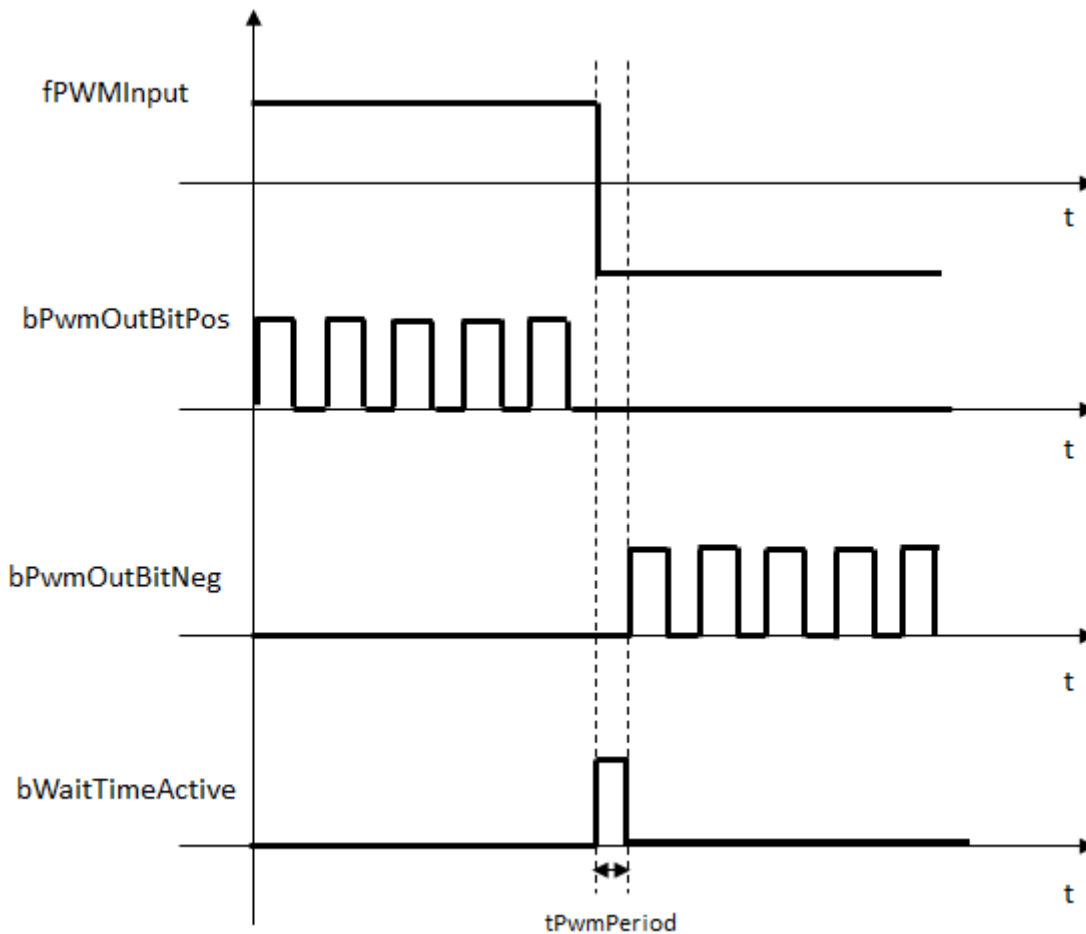 fPWMInput
t
bPwmOutBitPos
t
bPwmOutBitNeg
t
bWaitTimeActive
t
tPwmPeriod